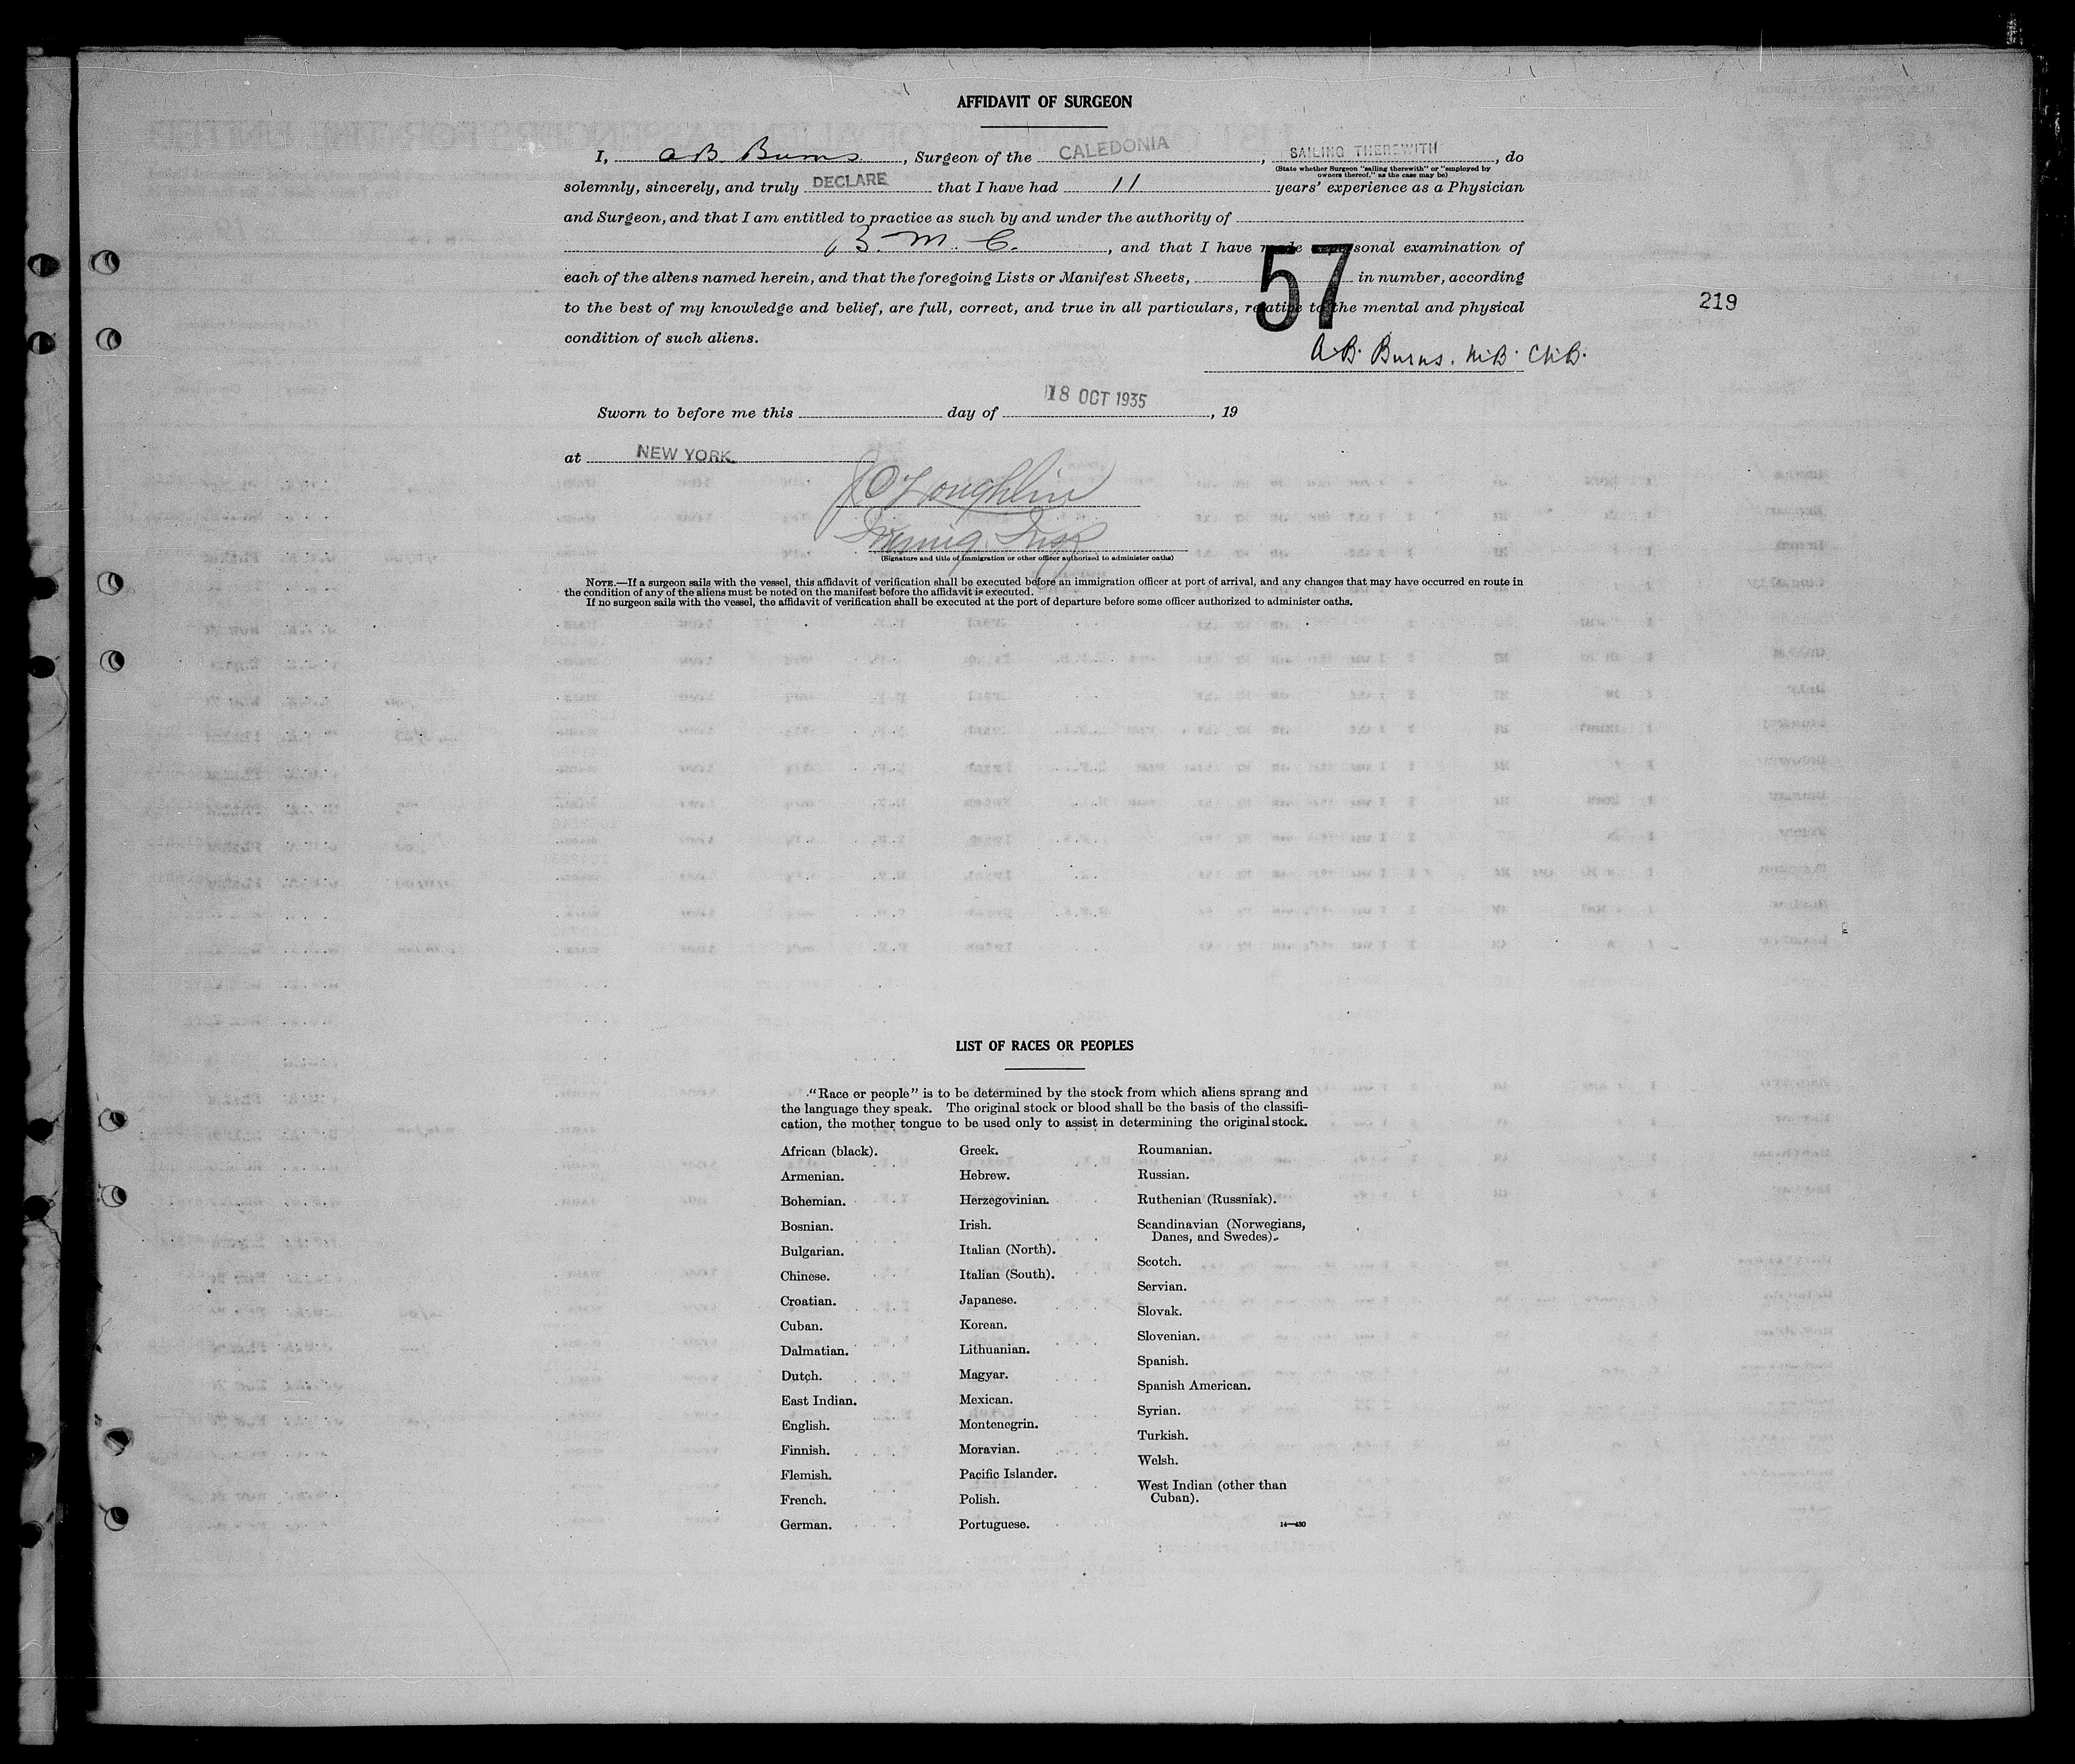 AFFIDAVIT OF SURGEON
I, A.B. Burns, Surgeon of the CALEDONIA, SAILING THEREWITH, do
(State whether Surgeon "sailing therewith" or "employed by
owners thereof," as the case may be)
solemnly, sincerely, and truly DECLARE that I have had 11 years' experience as a Physician
and Surgeon, and that I am entitled to practice as such by and under the authority of
B. M. C., and that I have made a personal examination of
each of the aliens named herein, and that the foregoing Lists or Manifest Sheets, 57 in number, according
to the best of my knowledge and belief, are full, correct, and true in all particulars, relative to the mental and physical
219
condition of such aliens.
A.B. Burns. M.B. Ch.B.
Sworn to before me this day of 18 OCT 1935, 19
at NEW YORK
J O'Loughlin
Immig. Insp
(Signature and title of immigration or other officer authorized to administer oaths)
NOTE.—If a surgeon sails with the vessel, this affidavit of verification shall be executed before an immigration officer at port of arrival, and any changes that may have occurred en route in
the condition of any of the aliens must be noted on the manifest before the affidavit is executed.
If no surgeon sails with the vessel, the affidavit of verification shall be executed at the port of departure before some officer authorized to administer oaths.
LIST OF RACES OR PEOPLES
"Race or people" is to be determined by the stock from which aliens sprang and
the language they speak. The original stock or blood shall be the basis of the classifi-
cation, the mother tongue to be used only to assist in determining the original stock.
African (black).
Armenian.
Bohemian.
Bosnian.
Bulgarian.
Chinese.
Croatian.
Cuban.
Dalmatian.
Dutch.
East Indian.
English.
Finnish.
Flemish.
French.
German.
Greek.
Hebrew.
Herzegovinian.
Irish.
Italian (North).
Italian (South).
Japanese.
Korean.
Lithuanian.
Magyar.
Mexican.
Montenegrin.
Moravian.
Pacific Islander.
Polish.
Portuguese.
Roumanian.
Russian.
Ruthenian (Russniak).
Scandinavian (Norwegians,
Danes, and Swedes).
Scotch.
Servian.
Slovak.
Slovenian.
Spanish.
Spanish American.
Syrian.
Turkish.
Welsh.
West Indian (other than
Cuban).
14—430